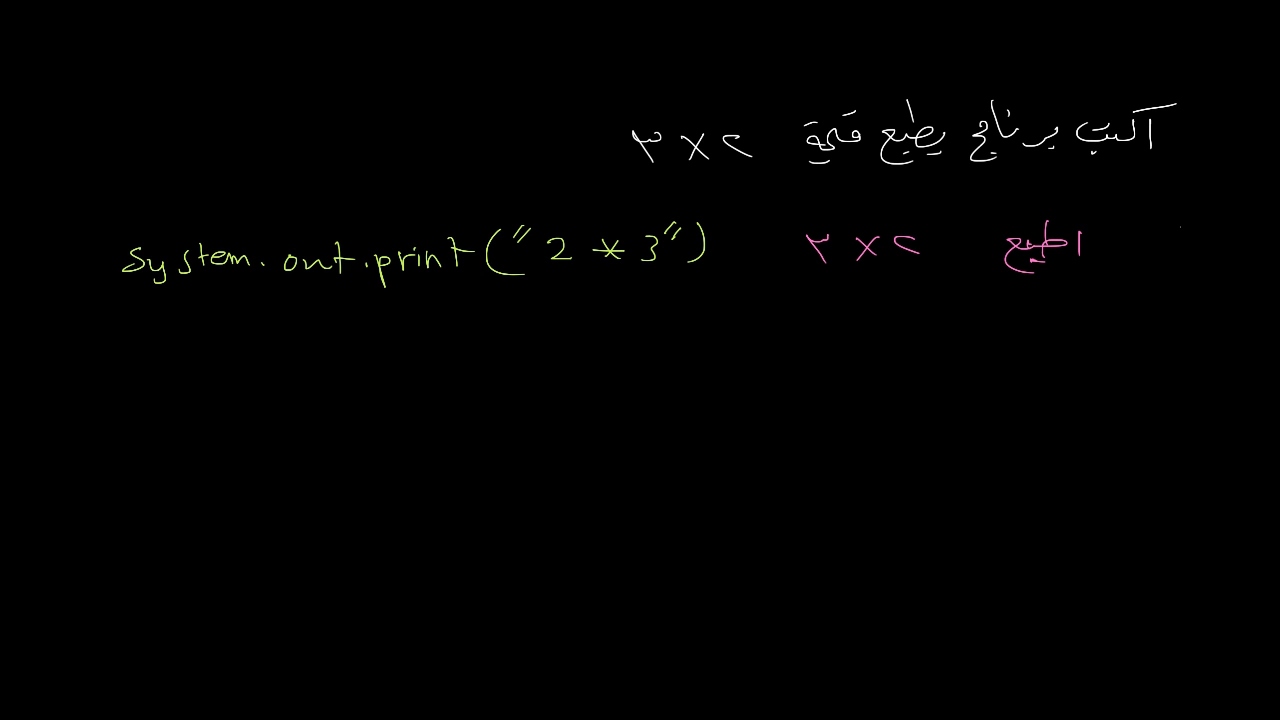 اكتب برنامج يطبع قيمة ٢ × ٣
اطبع ٢ × ٣ System.out.print("2 * 3")